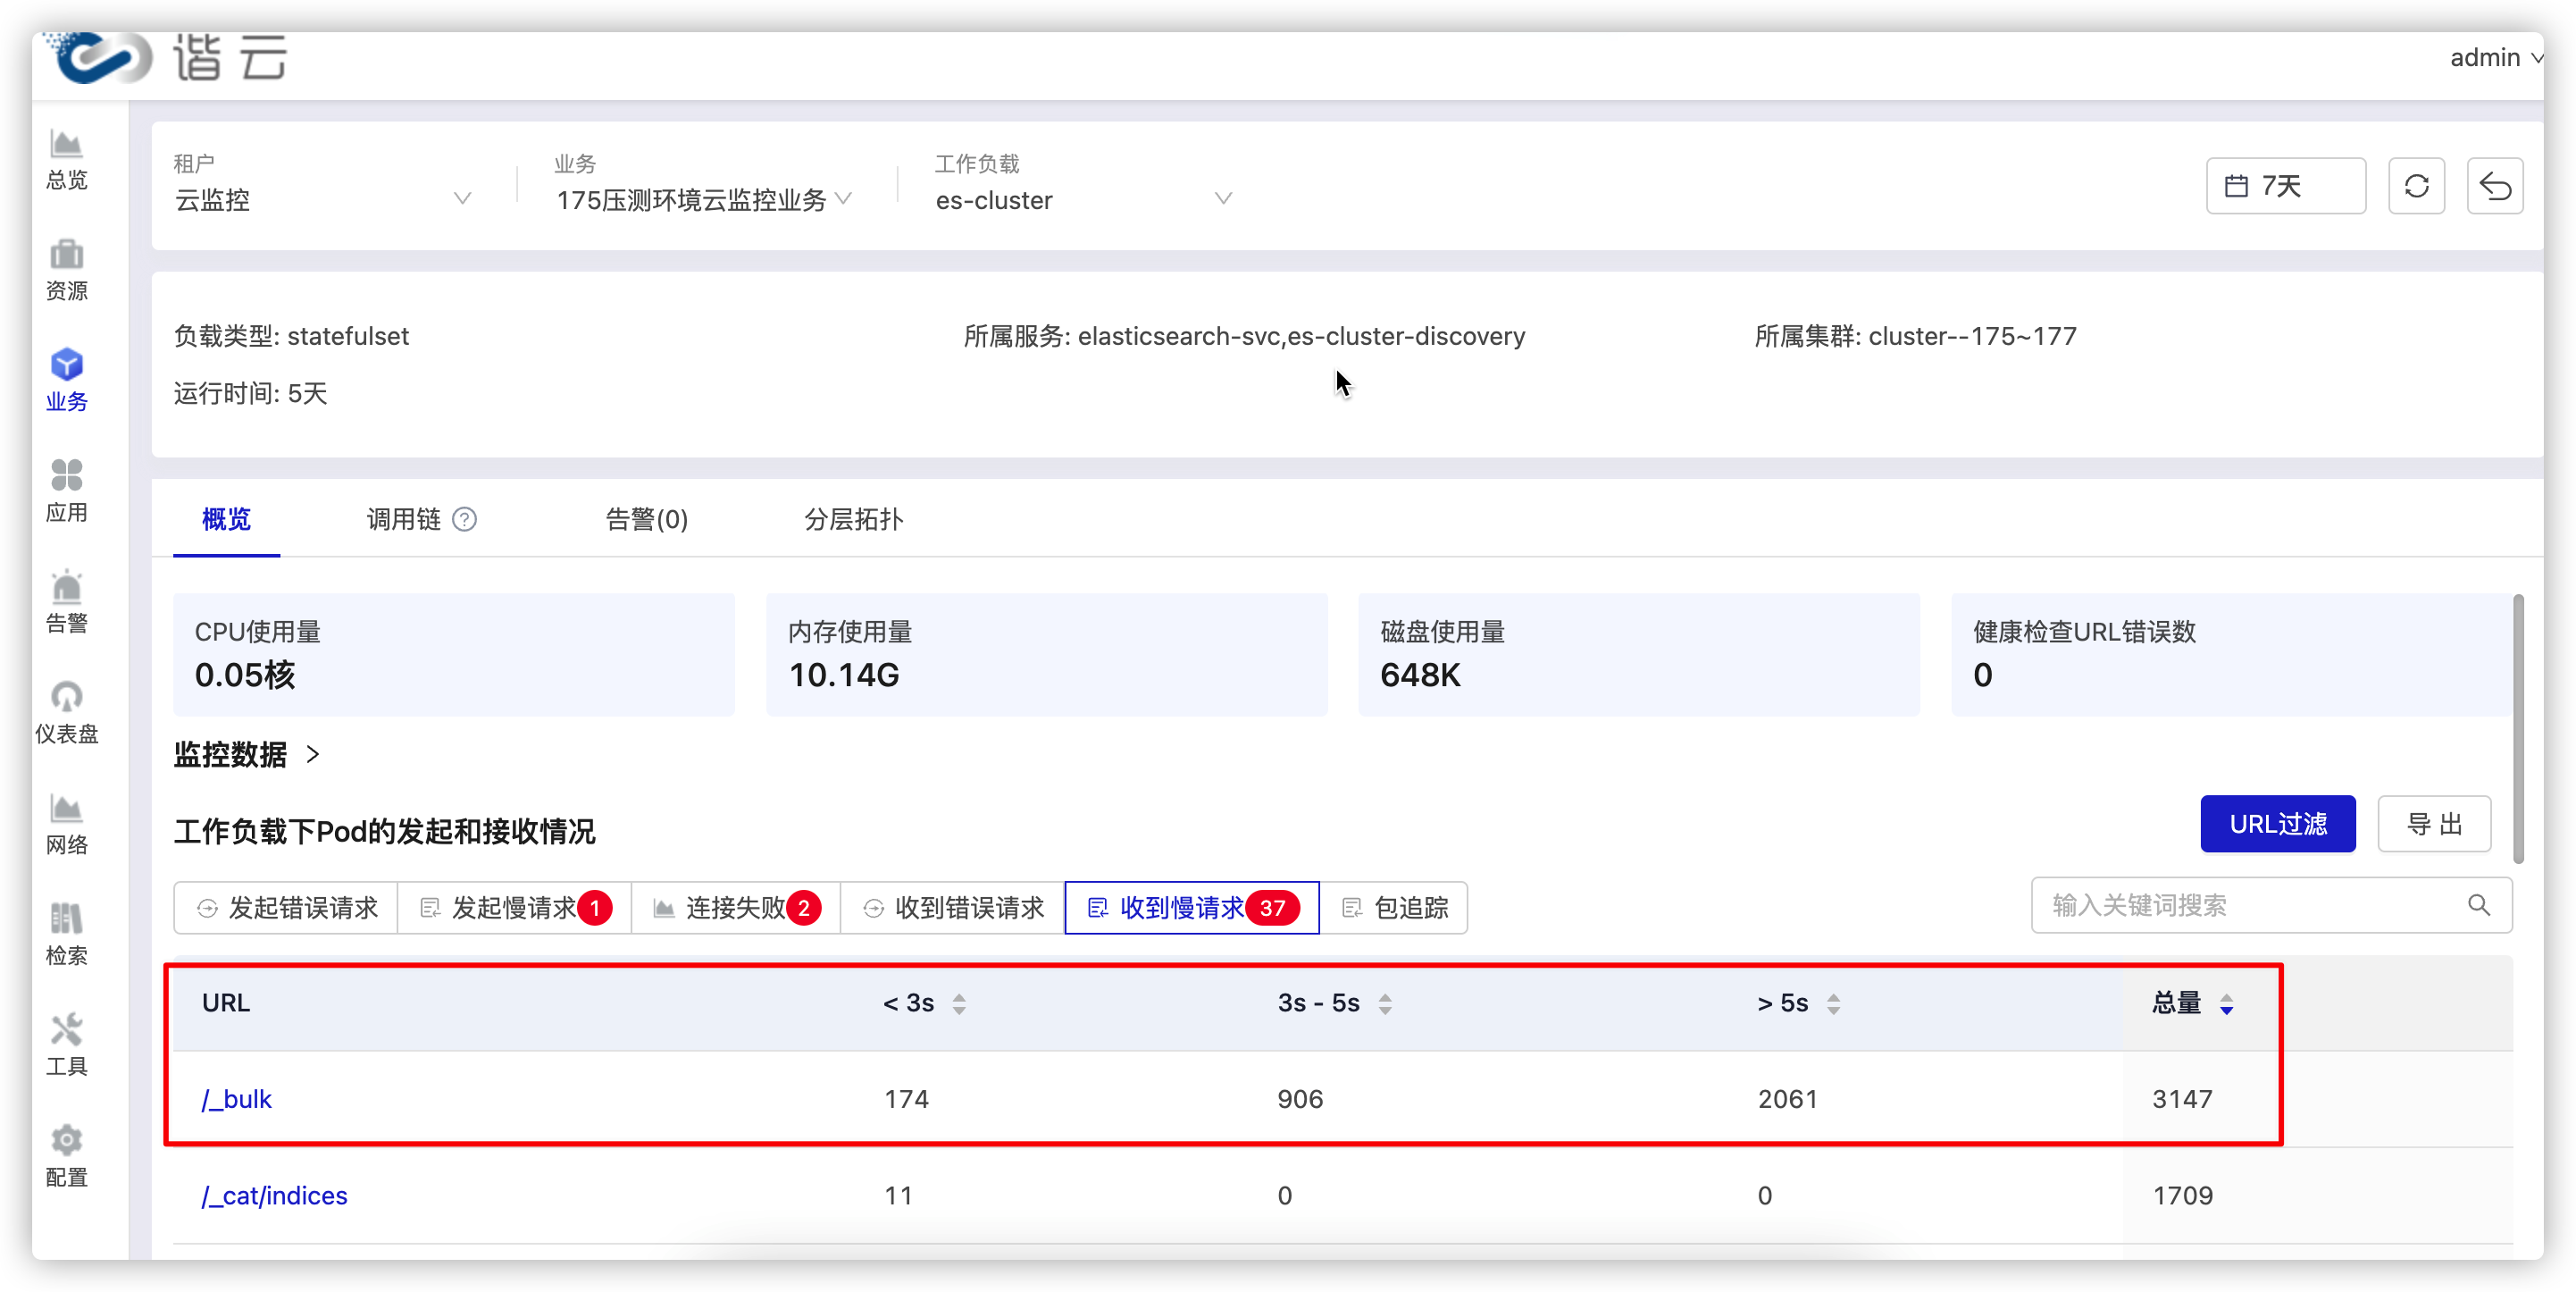 谐云
admin
租户
业务
工作负载
云监控
175压测环境云监控业务
es-cluster
7天
总览
资源
业务
应用
告警
仪表盘
网络
检索
工具
配置
负载类型: statefulset
所属服务: elasticsearch-svc,es-cluster-discovery
所属集群: cluster--175~177
运行时间: 5天
概览
调用链
告警(0)
分层拓扑
CPU使用量
0.05核
内存使用量
10.14G
磁盘使用量
648K
健康检查URL错误数
0
监控数据 >
工作负载下Pod的发起和接收情况
URL过滤
导 出
发起错误请求
发起慢请求 1
连接失败 2
收到错误请求
收到慢请求 37
包追踪
输入关键词搜索
URL < 3s 3s - 5s > 5s 总量
/_bulk 174 906 2061 3147
/_cat/indices 11 0 0 1709